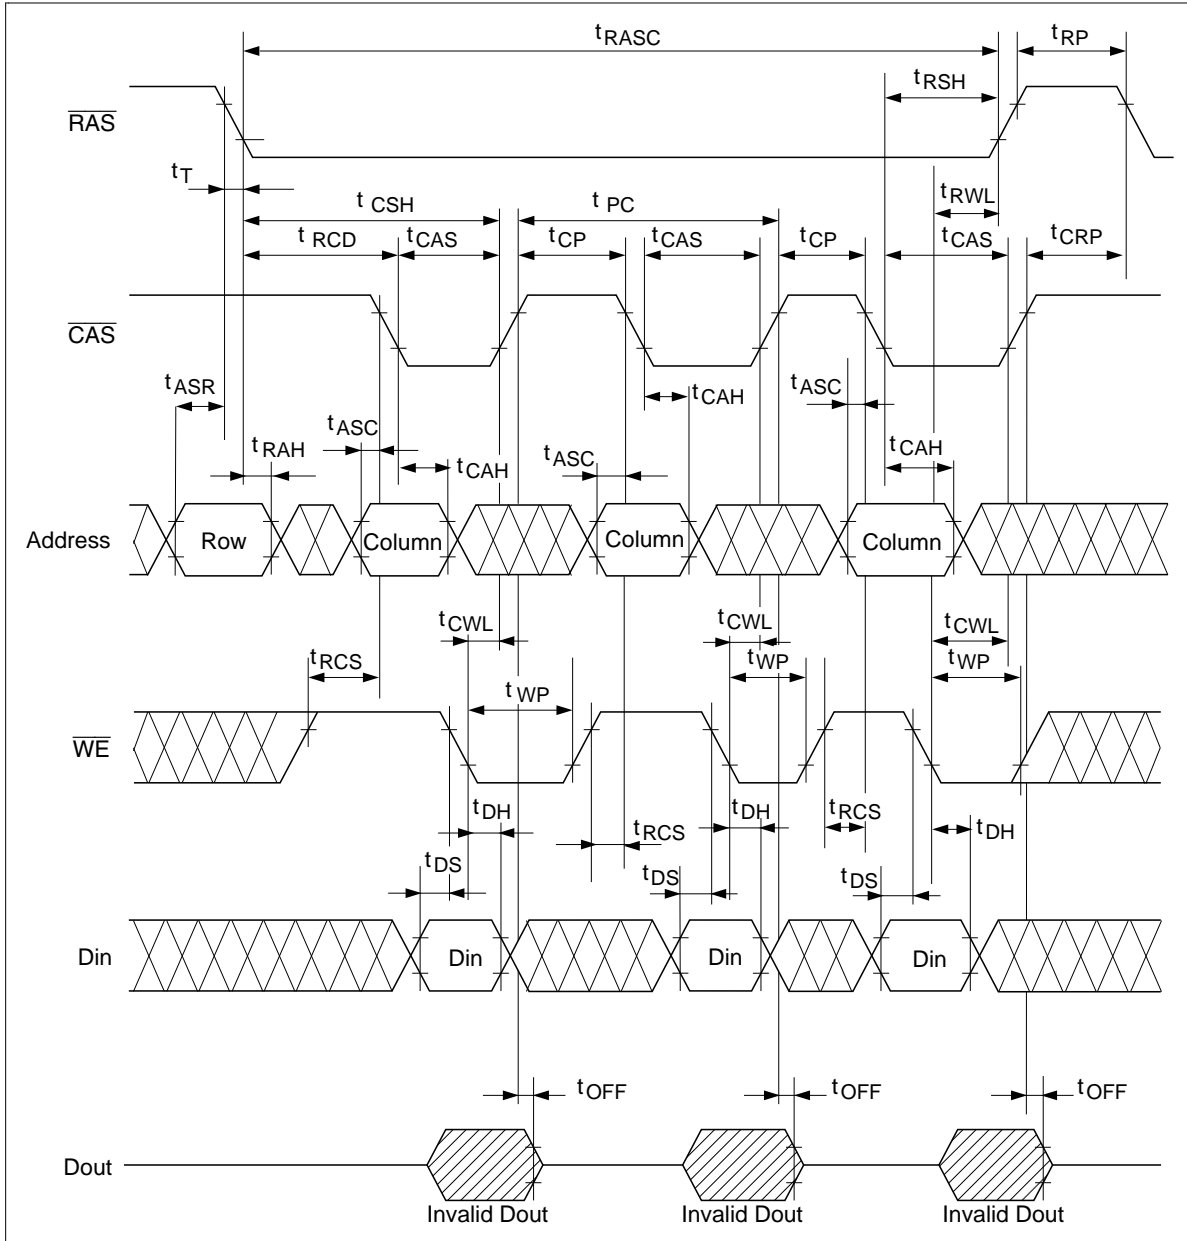 tRASC
tRP
tRSH
RAS
tT
tRWL
tCSH
tPC
tRCD
tCAS
tCP
tCAS
tCP
tCAS
tCRP
CAS
tASR
tRAH
tASC
tCAH
tASC
tCAH
tASC
tCAH
Address
Row
Column
Column
Column
tCWL
tCWL
tCWL
tRCS
tWP
tWP
tWP
WE
tDH
tRCS
tDH
tRCS
tDH
tDS
tDS
tDS
Din
Din
Din
Din
tOFF
tOFF
tOFF
Dout
Invalid Dout
Invalid Dout
Invalid Dout